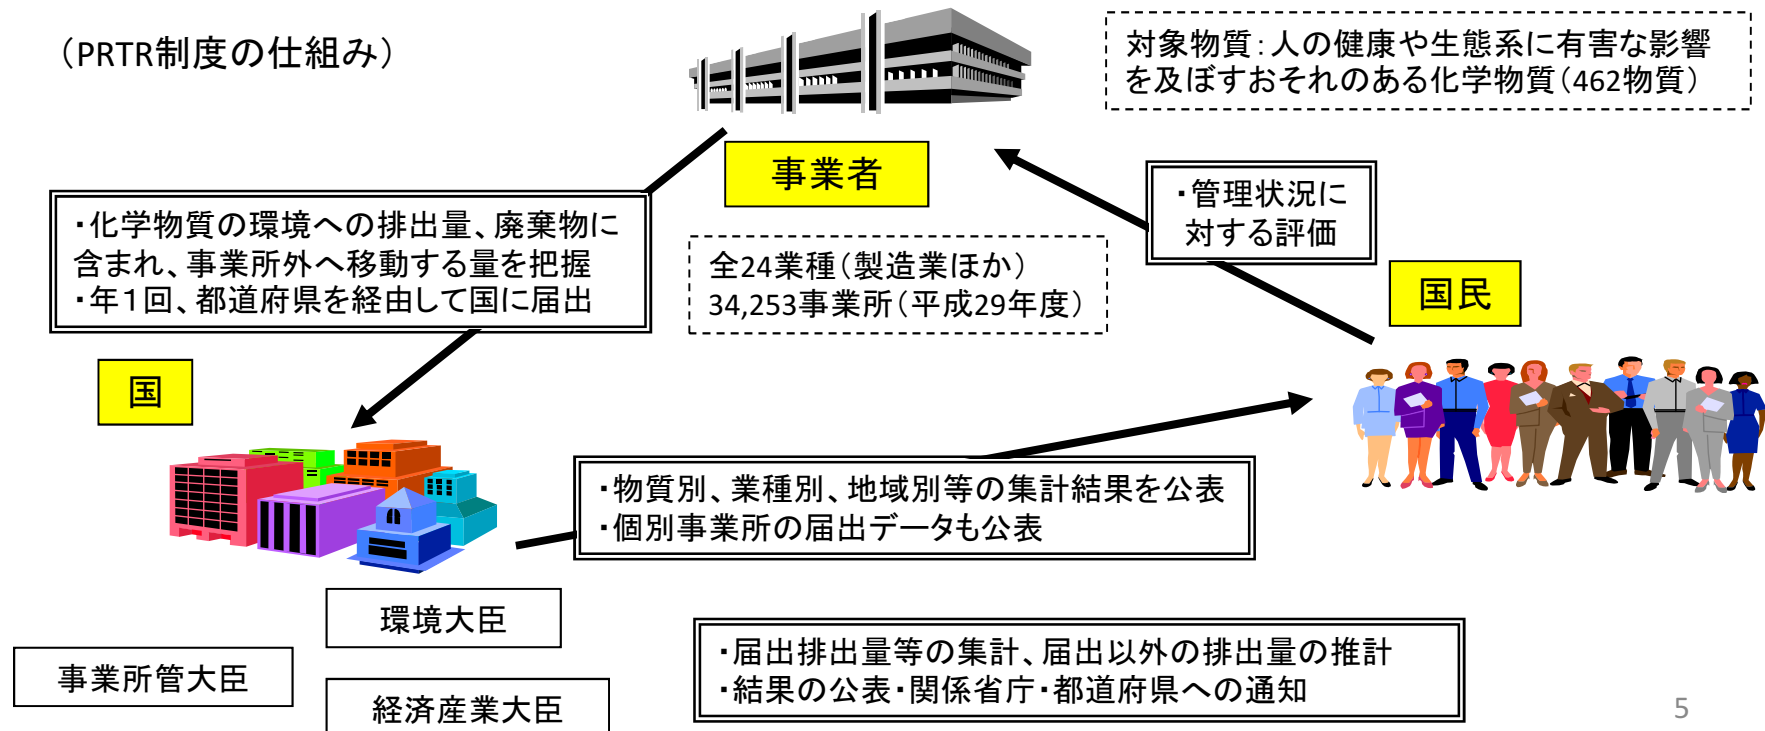 （PRTR制度の仕組み）
対象物質：人の健康や生態系に有害な影響
を及ぼすおそれのある化学物質（462物質）
事業者
・管理状況に
対する評価
・化学物質の環境への排出量、廃棄物に
含まれ、事業所外へ移動する量を把握
・年１回、都道府県を経由して国に届出
全24業種（製造業ほか）
34,253事業所（平成29年度）
国民
国
・物質別、業種別、地域別等の集計結果を公表
・個別事業所の届出データも公表
環境大臣
事業所管大臣
経済産業大臣
・届出排出量等の集計、届出以外の排出量の推計
・結果の公表・関係省庁・都道府県への通知
5